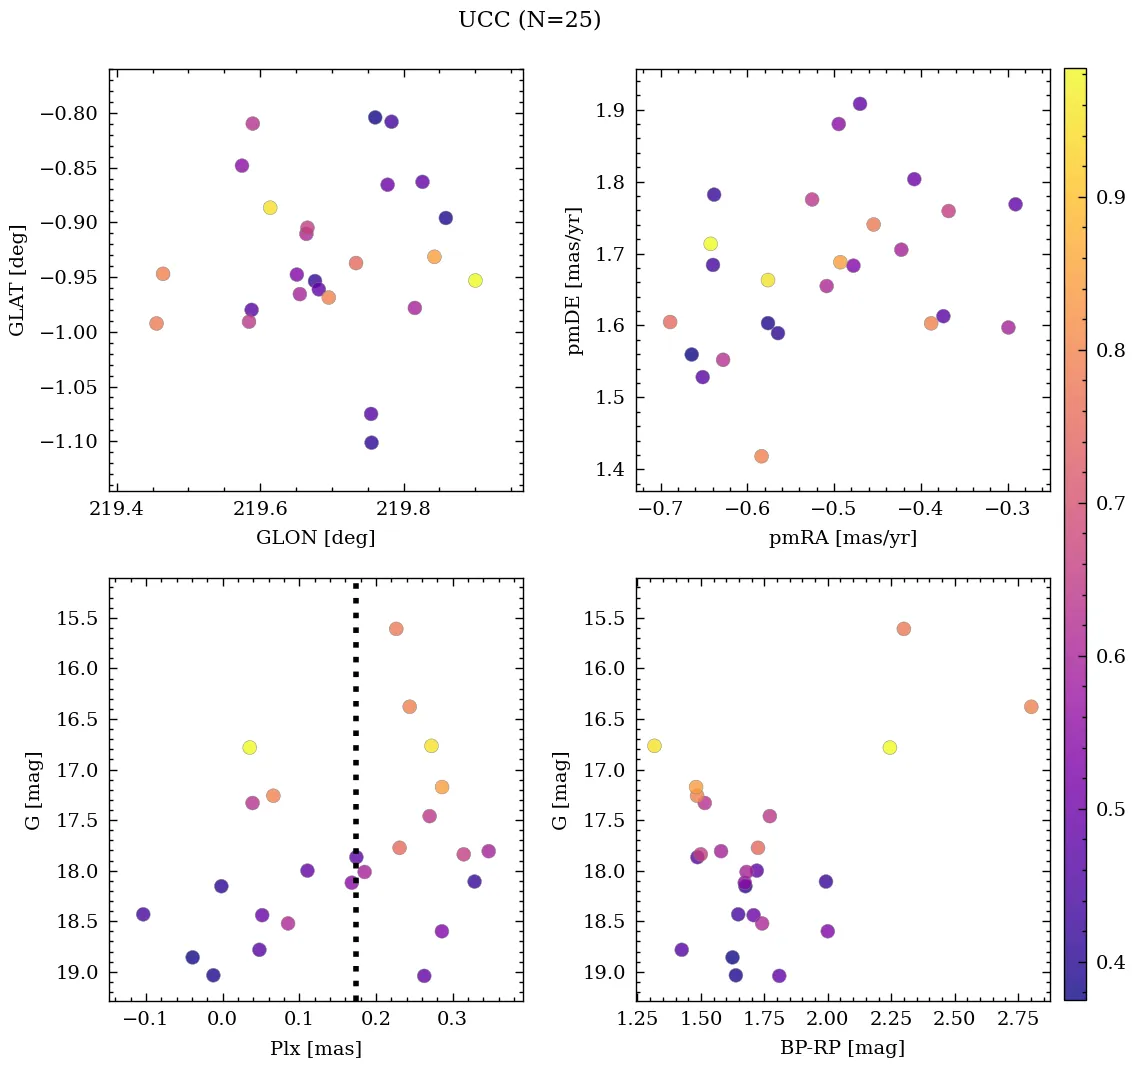 UCC (N=25)
−0.80
−0.85
−0.90
−0.95
−1.00
−1.05
−1.10
GLAT [deg]
219.4 219.6 219.8
GLON [deg]
1.9
1.8
1.7
1.6
1.5
1.4
pmDE [mas/yr]
−0.7 −0.6 −0.5 −0.4 −0.3
pmRA [mas/yr]
15.5
16.0
16.5
17.0
17.5
18.0
18.5
19.0
G [mag]
−0.1 0.0 0.1 0.2 0.3
Plx [mas]
15.5
16.0
16.5
17.0
17.5
18.0
18.5
19.0
G [mag]
1.25 1.50 1.75 2.00 2.25 2.50 2.75
BP-RP [mag]
0.9
0.8
0.7
0.6
0.5
0.4